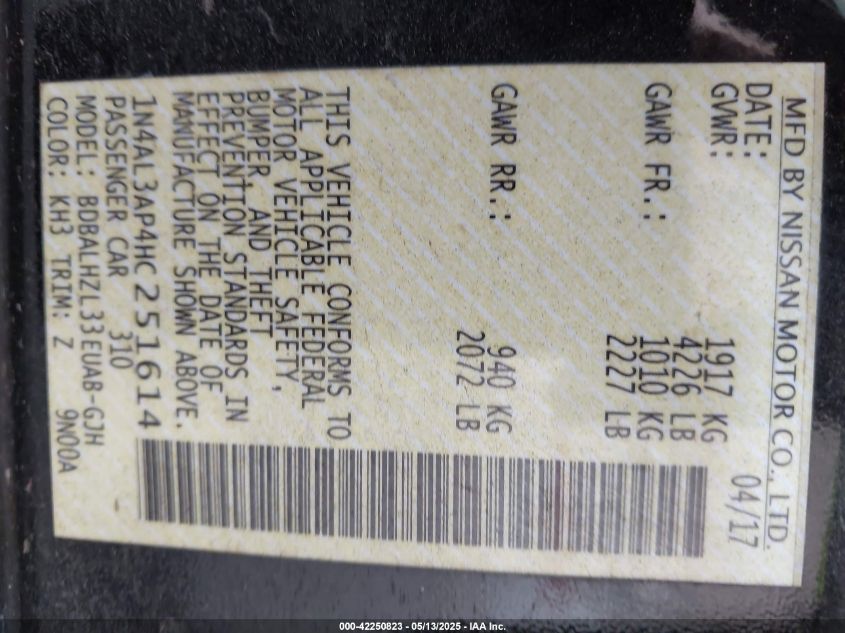 MFD BY NISSAN MOTOR CO., LTD.
DATE: 04/17
GVWR: 1917 KG
4226 LB
GAWR FR.: 1010 KG
2227 LB
GAWR RR.: 940 KG
2072 LB
THIS VEHICLE CONFORMS TO
ALL APPLICABLE FEDERAL
MOTOR VEHICLE SAFETY,
BUMPER, AND THEFT
PREVENTION STANDARDS IN
EFFECT ON THE DATE OF
MANUFACTURE SHOWN ABOVE.
1N4AL3AP4HC251614
PASSENGER CAR 310
MODEL: BDBALHZL33EUAB-GJH
COLOR: KH3 TRIM: Z 9N00A
000-42250823 - 05/13/2025 - IAA Inc.